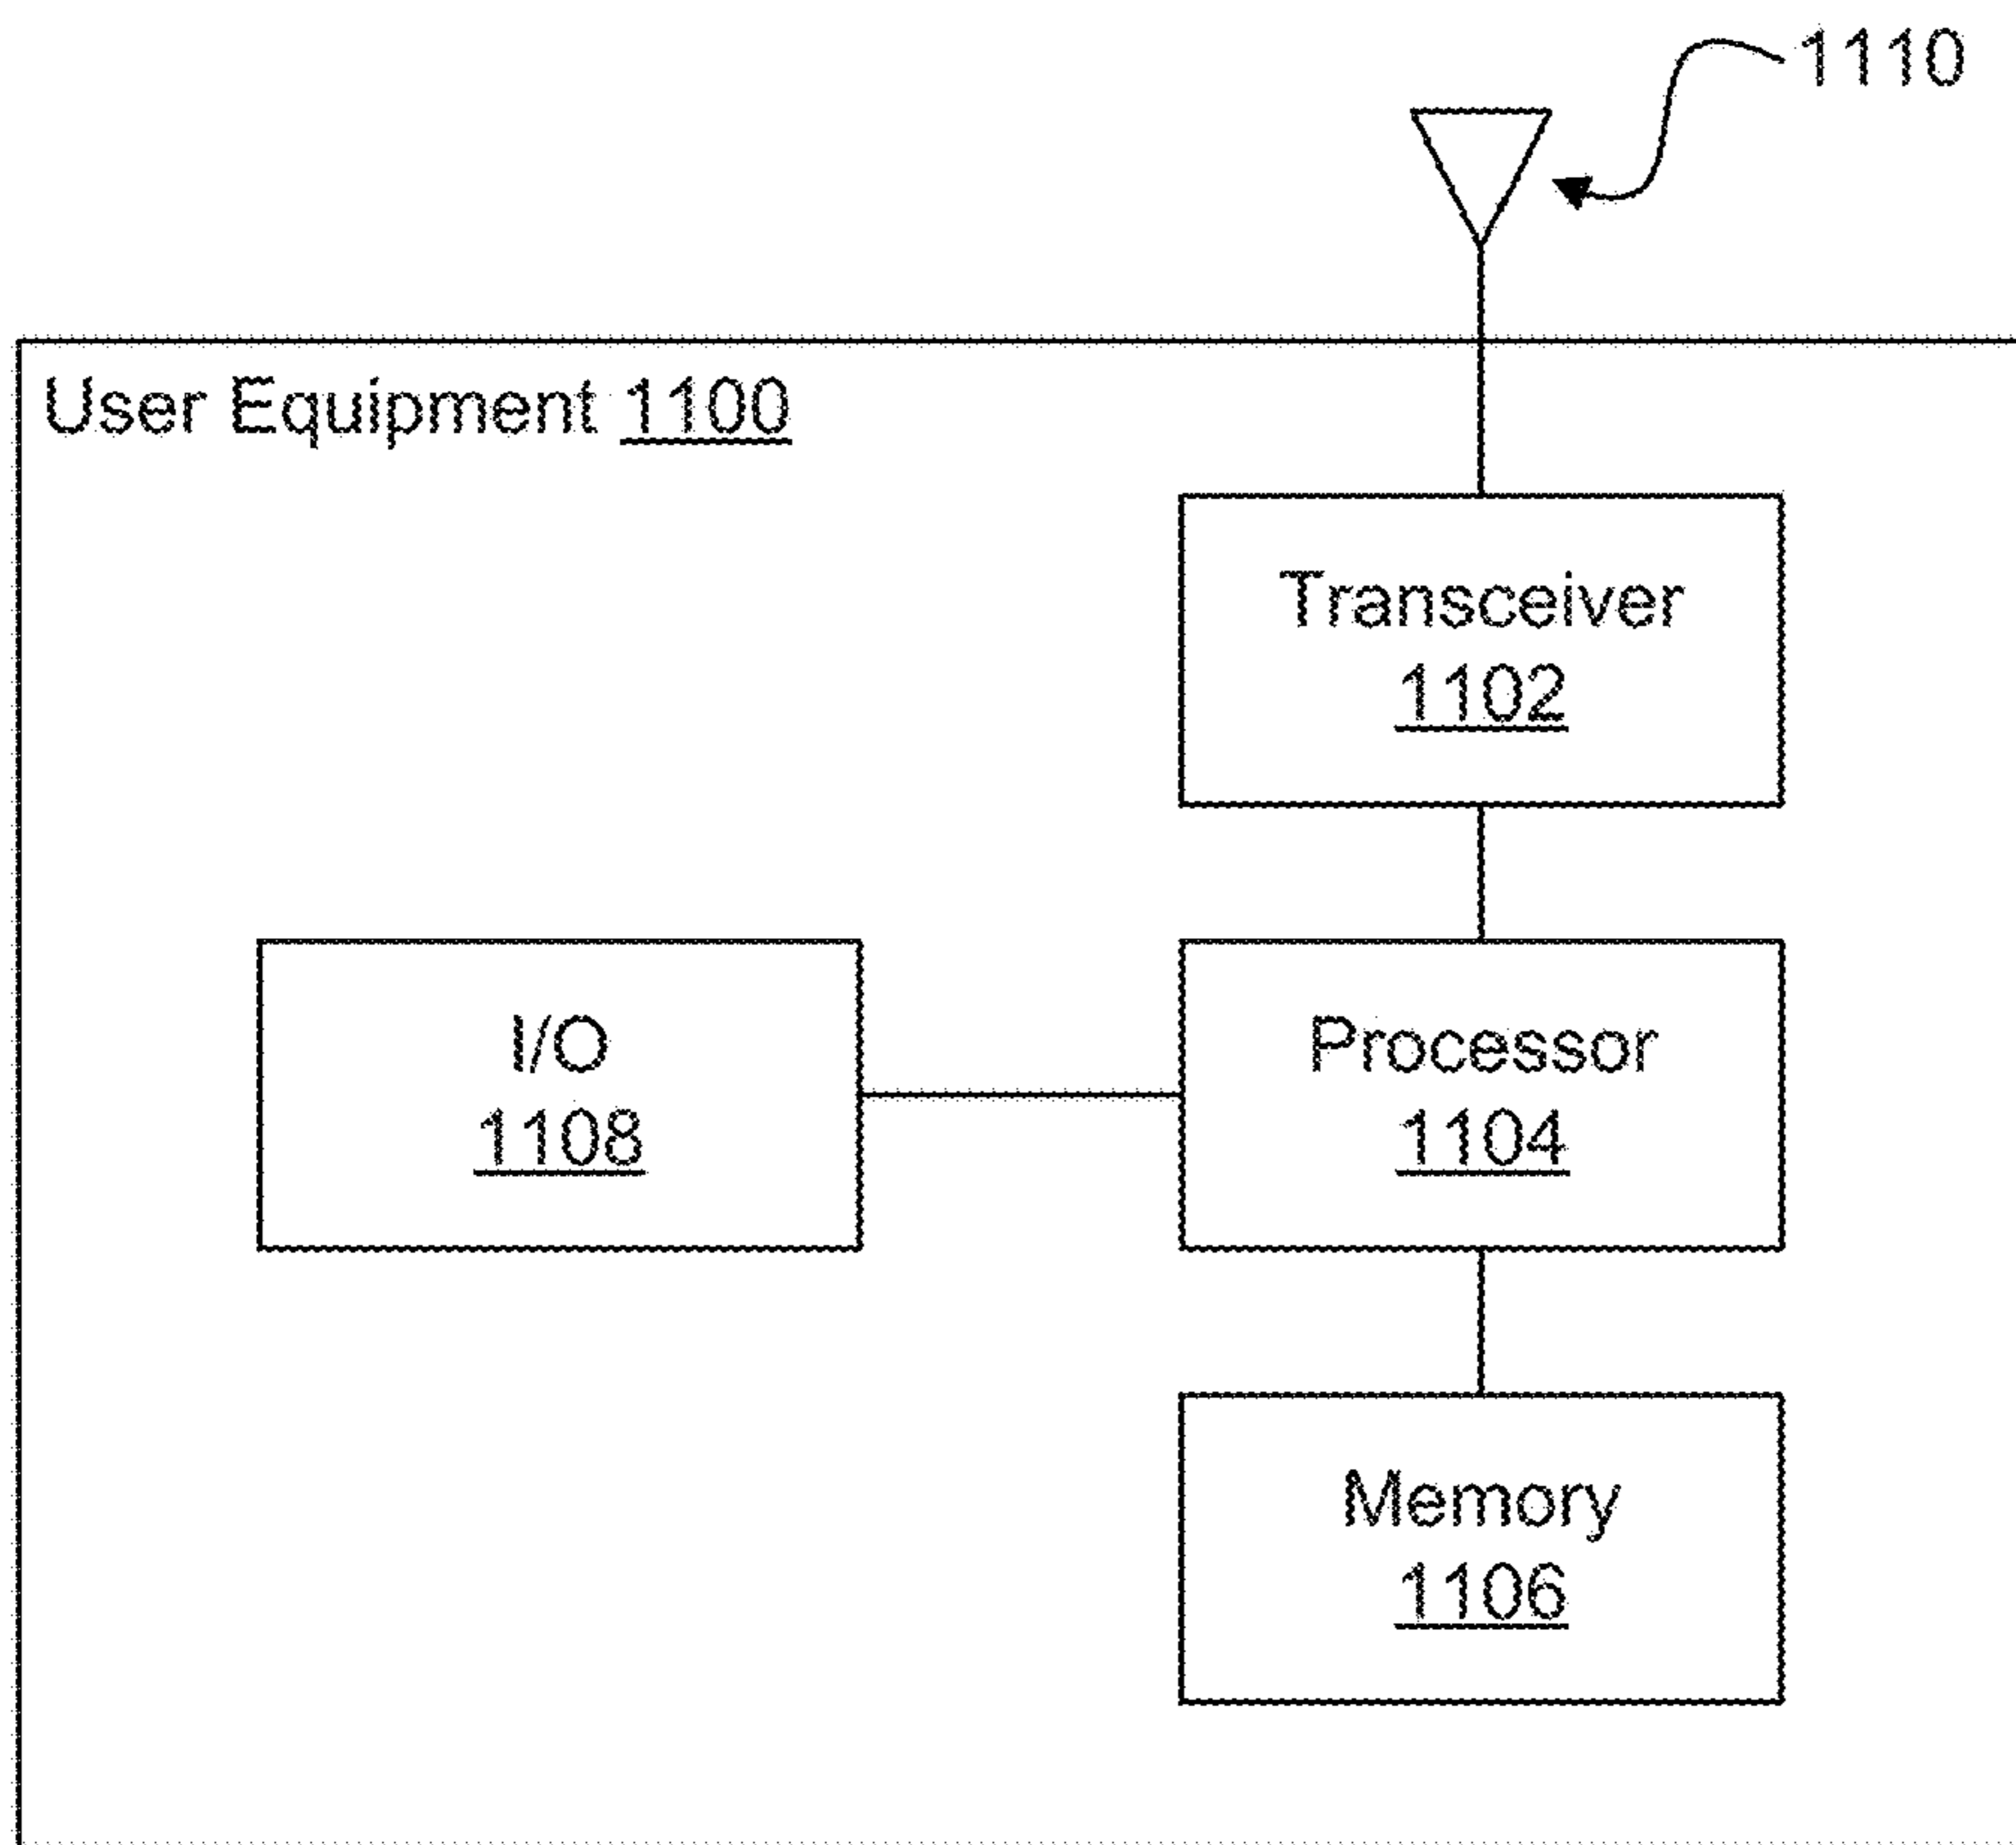 1110
User Equipment 1100
Transceiver
1102
I/O
1108
Processor
1104
Memory
1106